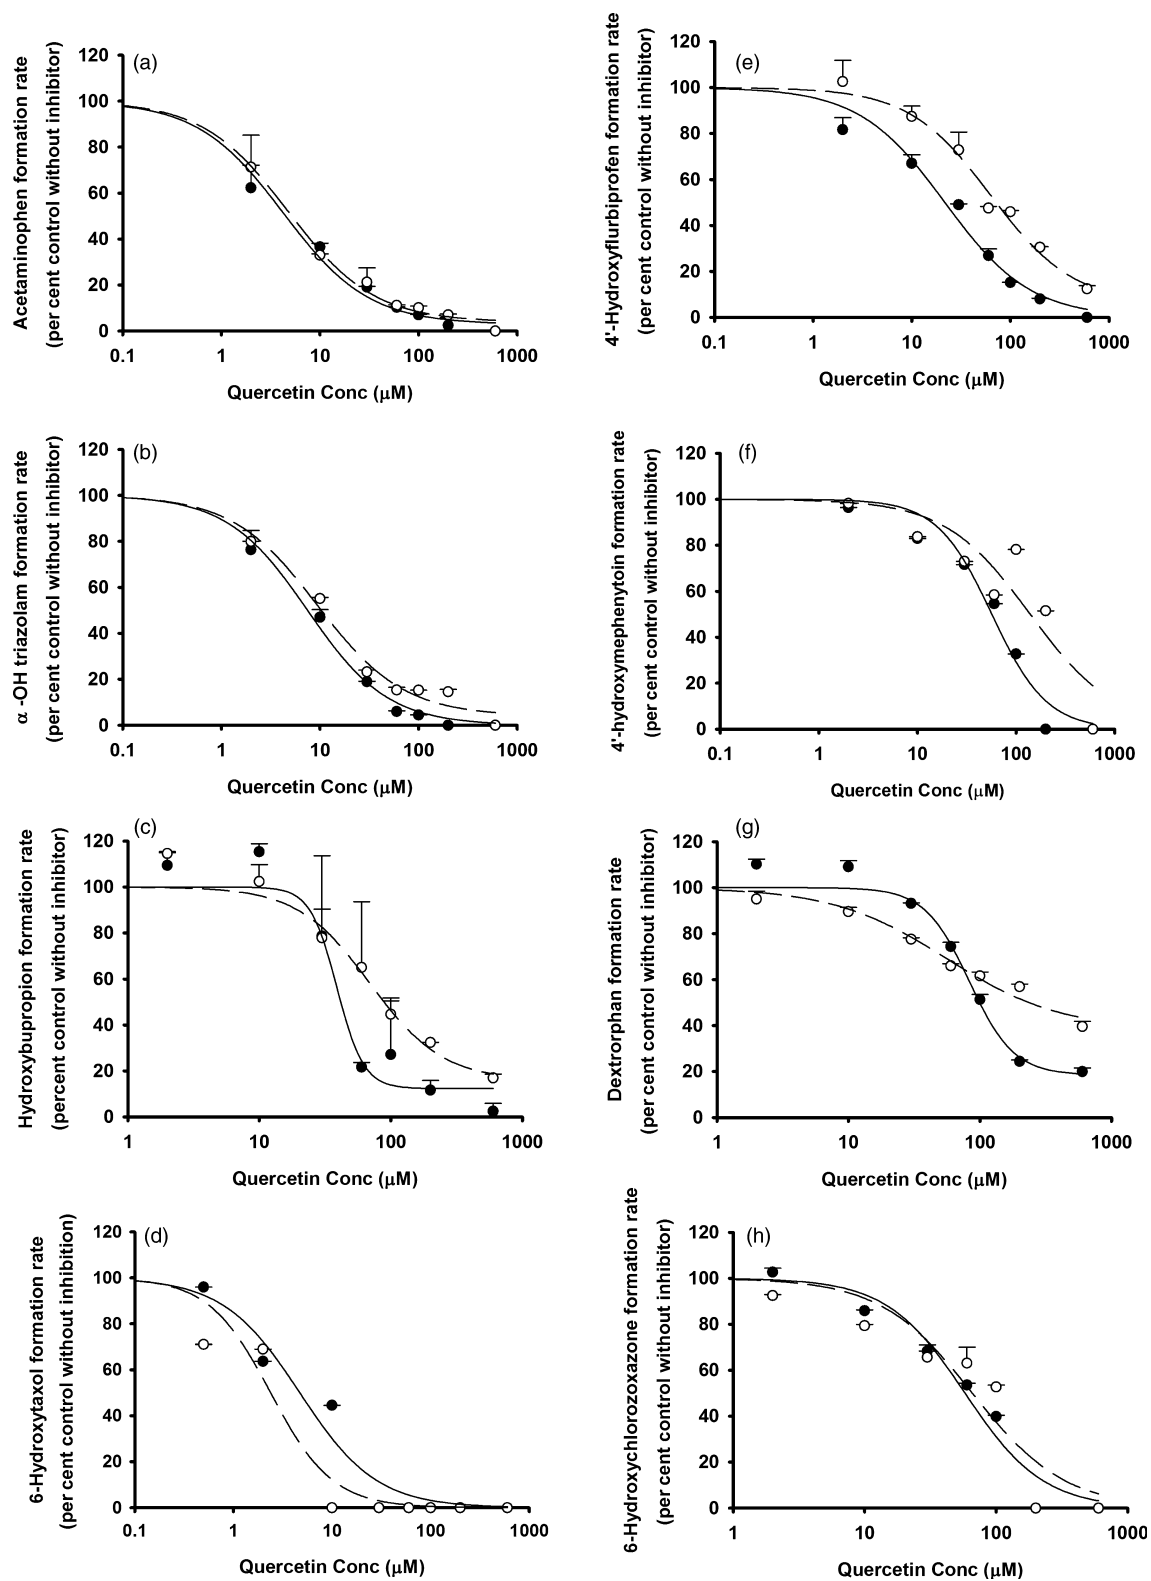 (a)
Acetaminophen formation rate
(per cent control without inhibitor)
120
100
80
60
40
20
0
0.1 1 10 100 1000
Quercetin Conc (μM)
(e)
4'-Hydroxyflurbiprofen formation rate
(per cent control without inhibitor)
120
100
80
60
40
20
0
0.1 1 10 100 1000
Quercetin Conc (μM)
(b)
α -OH triazolam formation rate
(per cent control without inhibitor)
120
100
80
60
40
20
0
0.1 1 10 100 1000
Quercetin Conc (μM)
(f)
4'-hydroxymephenytoin formation rate
(per cent control without inhibitor)
120
100
80
60
40
20
0
0.1 1 10 100 1000
Quercetin Conc (μM)
(c)
Hydroxybupropion formation rate
(percent control without inhibitor)
120
100
80
60
40
20
0
1 10 100 1000
Quercetin Conc (μM)
(g)
Dextrorphan formation rate
(per cent control without inhibitor)
120
100
80
60
40
20
0
1 10 100 1000
Quercetin Conc (μM)
(d)
6-Hydroxytaxol formation rate
(per cent control without inhibition)
120
100
80
60
40
20
0
0.1 1 10 100 1000
Quercetin Conc (μM)
(h)
6-Hydroxychlorozoxazone formation rate
(per cent control without inhibitor)
120
100
80
60
40
20
0
1 10 100 1000
Quercetin Conc (μM)